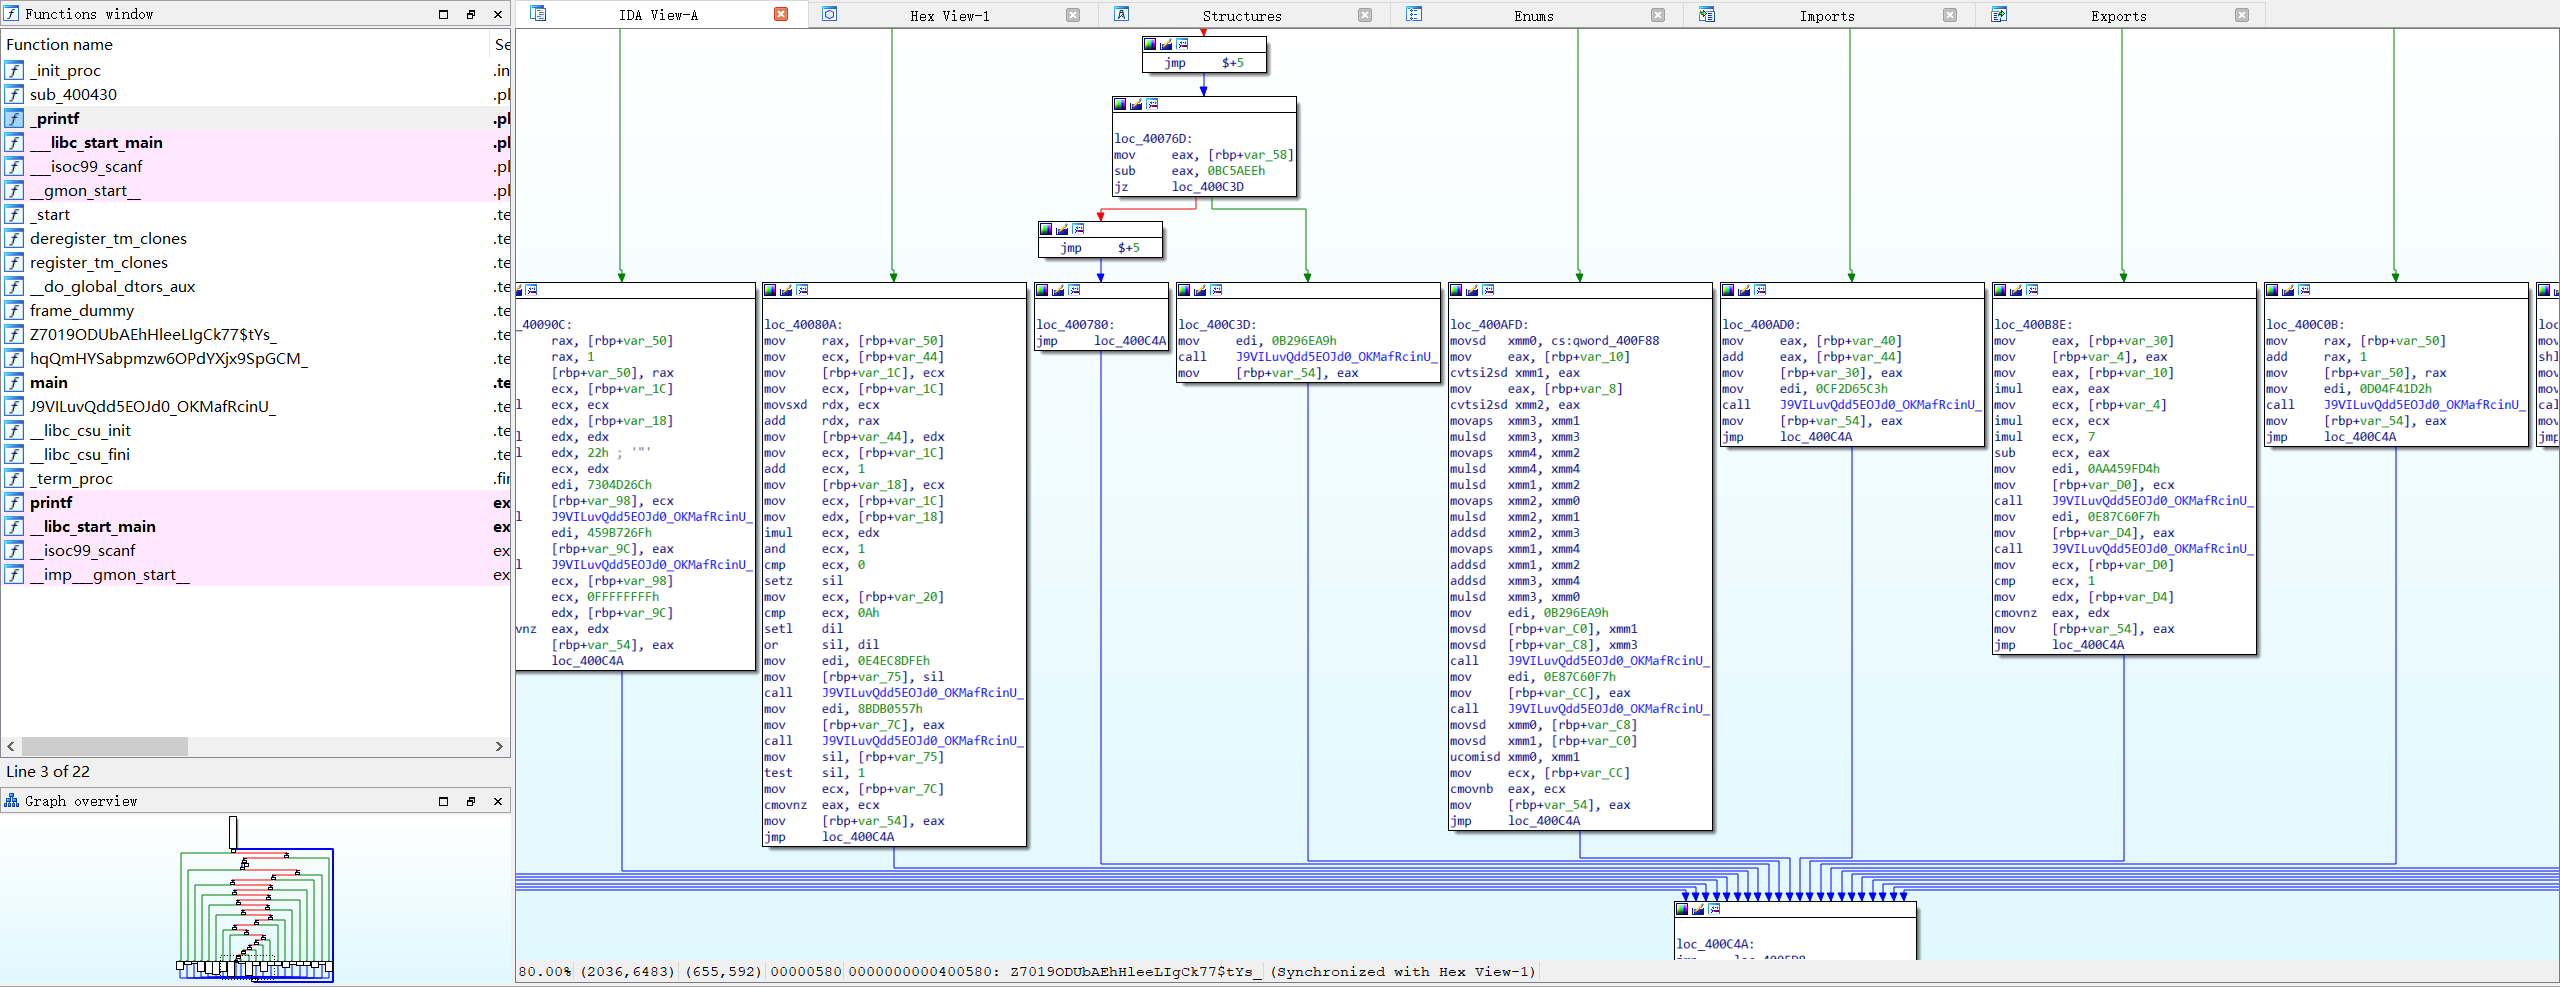 Functions window
Function name Se
_init_proc .in
sub_400430 .pl
_printf .pl
___libc_start_main .pl
___isoc99_scanf .pl
__gmon_start__ .pl
_start .te
deregister_tm_clones .te
register_tm_clones .te
__do_global_dtors_aux .te
frame_dummy .te
Z7019ODUbAEhHleeLIgCk77$tYs_ .te
hqQmHYSabpmzw6OPdYXjx9SpGCM_ .te
main .te
J9VILuvQdd5EOJd0_OKMafRcinU_ .te
__libc_csu_init .te
__libc_csu_fini .te
_term_proc .fin
printf ex
__libc_start_main ex
__isoc99_scanf ex
__imp___gmon_start__ ex
Line 3 of 22
Graph overview
IDA View-A
Hex View-1
Structures
Enums
Imports
Exports
jmp $+5
loc_40076D:
mov eax, [rbp+var_58]
sub eax, 0BC5AEEh
jz loc_400C3D
jmp $+5
_40090C:
rax, [rbp+var_50]
rax, 1
[rbp+var_50], rax
ecx, [rbp+var_1C]
l ecx, ecx
edx, [rbp+var_18]
l edx, edx
l edx, 22h ; '"'
ecx, edx
edi, 7304D26Ch
[rbp+var_98], ecx
l J9VILuvQdd5EOJd0_OKMafRcinU_
edi, 459B726Fh
[rbp+var_9C], eax
l J9VILuvQdd5EOJd0_OKMafRcinU_
ecx, [rbp+var_98]
ecx, 0FFFFFFFFh
edx, [rbp+var_9C]
vnz eax, edx
[rbp+var_54], eax
loc_400C4A
loc_40080A:
mov rax, [rbp+var_50]
mov ecx, [rbp+var_44]
mov [rbp+var_1C], ecx
mov ecx, [rbp+var_1C]
movsxd rdx, ecx
add rdx, rax
mov [rbp+var_44], edx
mov ecx, [rbp+var_1C]
add ecx, 1
mov [rbp+var_18], ecx
mov ecx, [rbp+var_1C]
mov edx, [rbp+var_18]
imul ecx, edx
and ecx, 1
cmp ecx, 0
setz sil
mov ecx, [rbp+var_20]
cmp ecx, 0Ah
setl dil
or sil, dil
mov edi, 0E4EC8DFEh
mov [rbp+var_75], sil
call J9VILuvQdd5EOJd0_OKMafRcinU_
mov edi, 8BDB0557h
mov [rbp+var_7C], eax
call J9VILuvQdd5EOJd0_OKMafRcinU_
mov sil, [rbp+var_75]
test sil, 1
mov ecx, [rbp+var_7C]
cmovnz eax, ecx
mov [rbp+var_54], eax
jmp loc_400C4A
loc_400780:
jmp loc_400C4A
loc_400C3D:
mov edi, 0B296EA9h
call J9VILuvQdd5EOJd0_OKMafRcinU_
mov [rbp+var_54], eax
loc_400AFD:
movsd xmm0, cs:qword_400F88
mov eax, [rbp+var_10]
cvtsi2sd xmm1, eax
mov eax, [rbp+var_8]
cvtsi2sd xmm2, eax
movaps xmm3, xmm1
mulsd xmm3, xmm3
movaps xmm4, xmm2
mulsd xmm4, xmm4
mulsd xmm1, xmm2
movaps xmm2, xmm0
mulsd xmm2, xmm1
addsd xmm2, xmm3
movaps xmm1, xmm4
addsd xmm1, xmm2
addsd xmm3, xmm4
mulsd xmm3, xmm0
mov edi, 0B296EA9h
movsd [rbp+var_C0], xmm1
movsd [rbp+var_C8], xmm3
call J9VILuvQdd5EOJd0_OKMafRcinU_
mov edi, 0E87C60F7h
mov [rbp+var_CC], eax
call J9VILuvQdd5EOJd0_OKMafRcinU_
movsd xmm0, [rbp+var_C8]
movsd xmm1, [rbp+var_C0]
ucomisd xmm0, xmm1
mov ecx, [rbp+var_CC]
cmovnb eax, ecx
mov [rbp+var_54], eax
jmp loc_400C4A
loc_400AD0:
mov eax, [rbp+var_40]
add eax, [rbp+var_44]
mov [rbp+var_30], eax
mov edi, 0CF2D65C3h
call J9VILuvQdd5EOJd0_OKMafRcinU_
mov [rbp+var_54], eax
jmp loc_400C4A
loc_400B8E:
mov eax, [rbp+var_30]
mov [rbp+var_4], eax
mov eax, [rbp+var_10]
imul eax, eax
mov ecx, [rbp+var_4]
imul ecx, ecx
imul ecx, 7
sub ecx, eax
mov edi, 0AA459FD4h
mov [rbp+var_D0], ecx
call J9VILuvQdd5EOJd0_OKMafRcinU_
mov edi, 0E87C60F7h
mov [rbp+var_D4], eax
call J9VILuvQdd5EOJd0_OKMafRcinU_
mov ecx, [rbp+var_D0]
cmp ecx, 1
mov edx, [rbp+var_D4]
cmovnz eax, edx
mov [rbp+var_54], eax
jmp loc_400C4A
loc_400C0B:
mov rax, [rbp+var_50]
add rax, 1
mov [rbp+var_50], rax
mov edi, 0D04F41D2h
call J9VILuvQdd5EOJd0_OKMafRcinU_
mov [rbp+var_54], eax
jmp loc_400C4A
loc
mov
shl
mov
mov
cal
mov
jmp
loc_400C4A:
80.00% (2036,6483) (655,592) 00000580 0000000000400580: Z7019ODUbAEhHleeLIgCk77$tYs_ (Synchronized with Hex View-1)